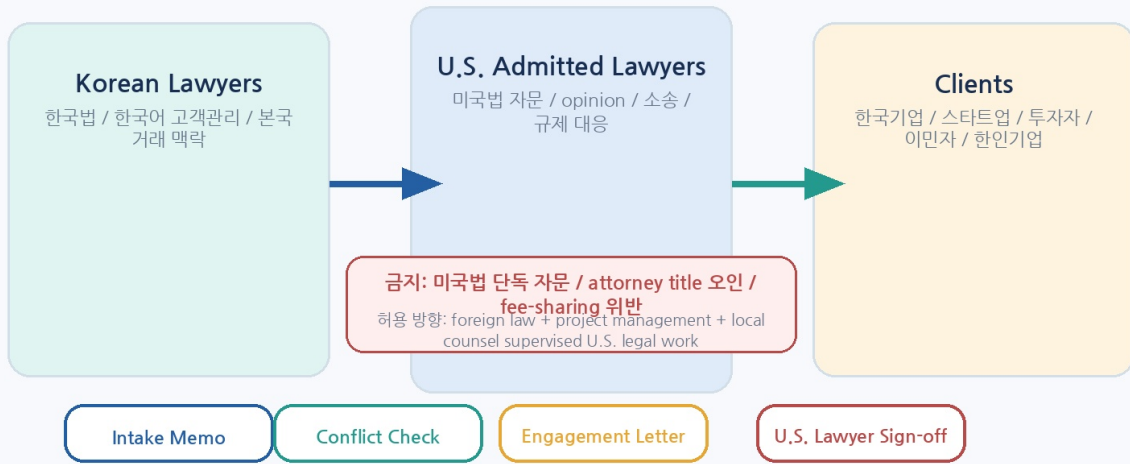 Korean Lawyers
한국법 / 한국어 고객관리 / 본국
거래 맥락
U.S. Admitted Lawyers
미국법 자문 / opinion / 소송 /
규제 대응
Clients
한국기업 / 스타트업 / 투자자 /
이민자 / 한인기업
금지: 미국법 단독 자문 / attorney title 오인 /
fee-sharing 위반
허용 방향: foreign law + project management + local
counsel supervised U.S. legal work
Intake Memo
Conflict Check
Engagement Letter
U.S. Lawyer Sign-off